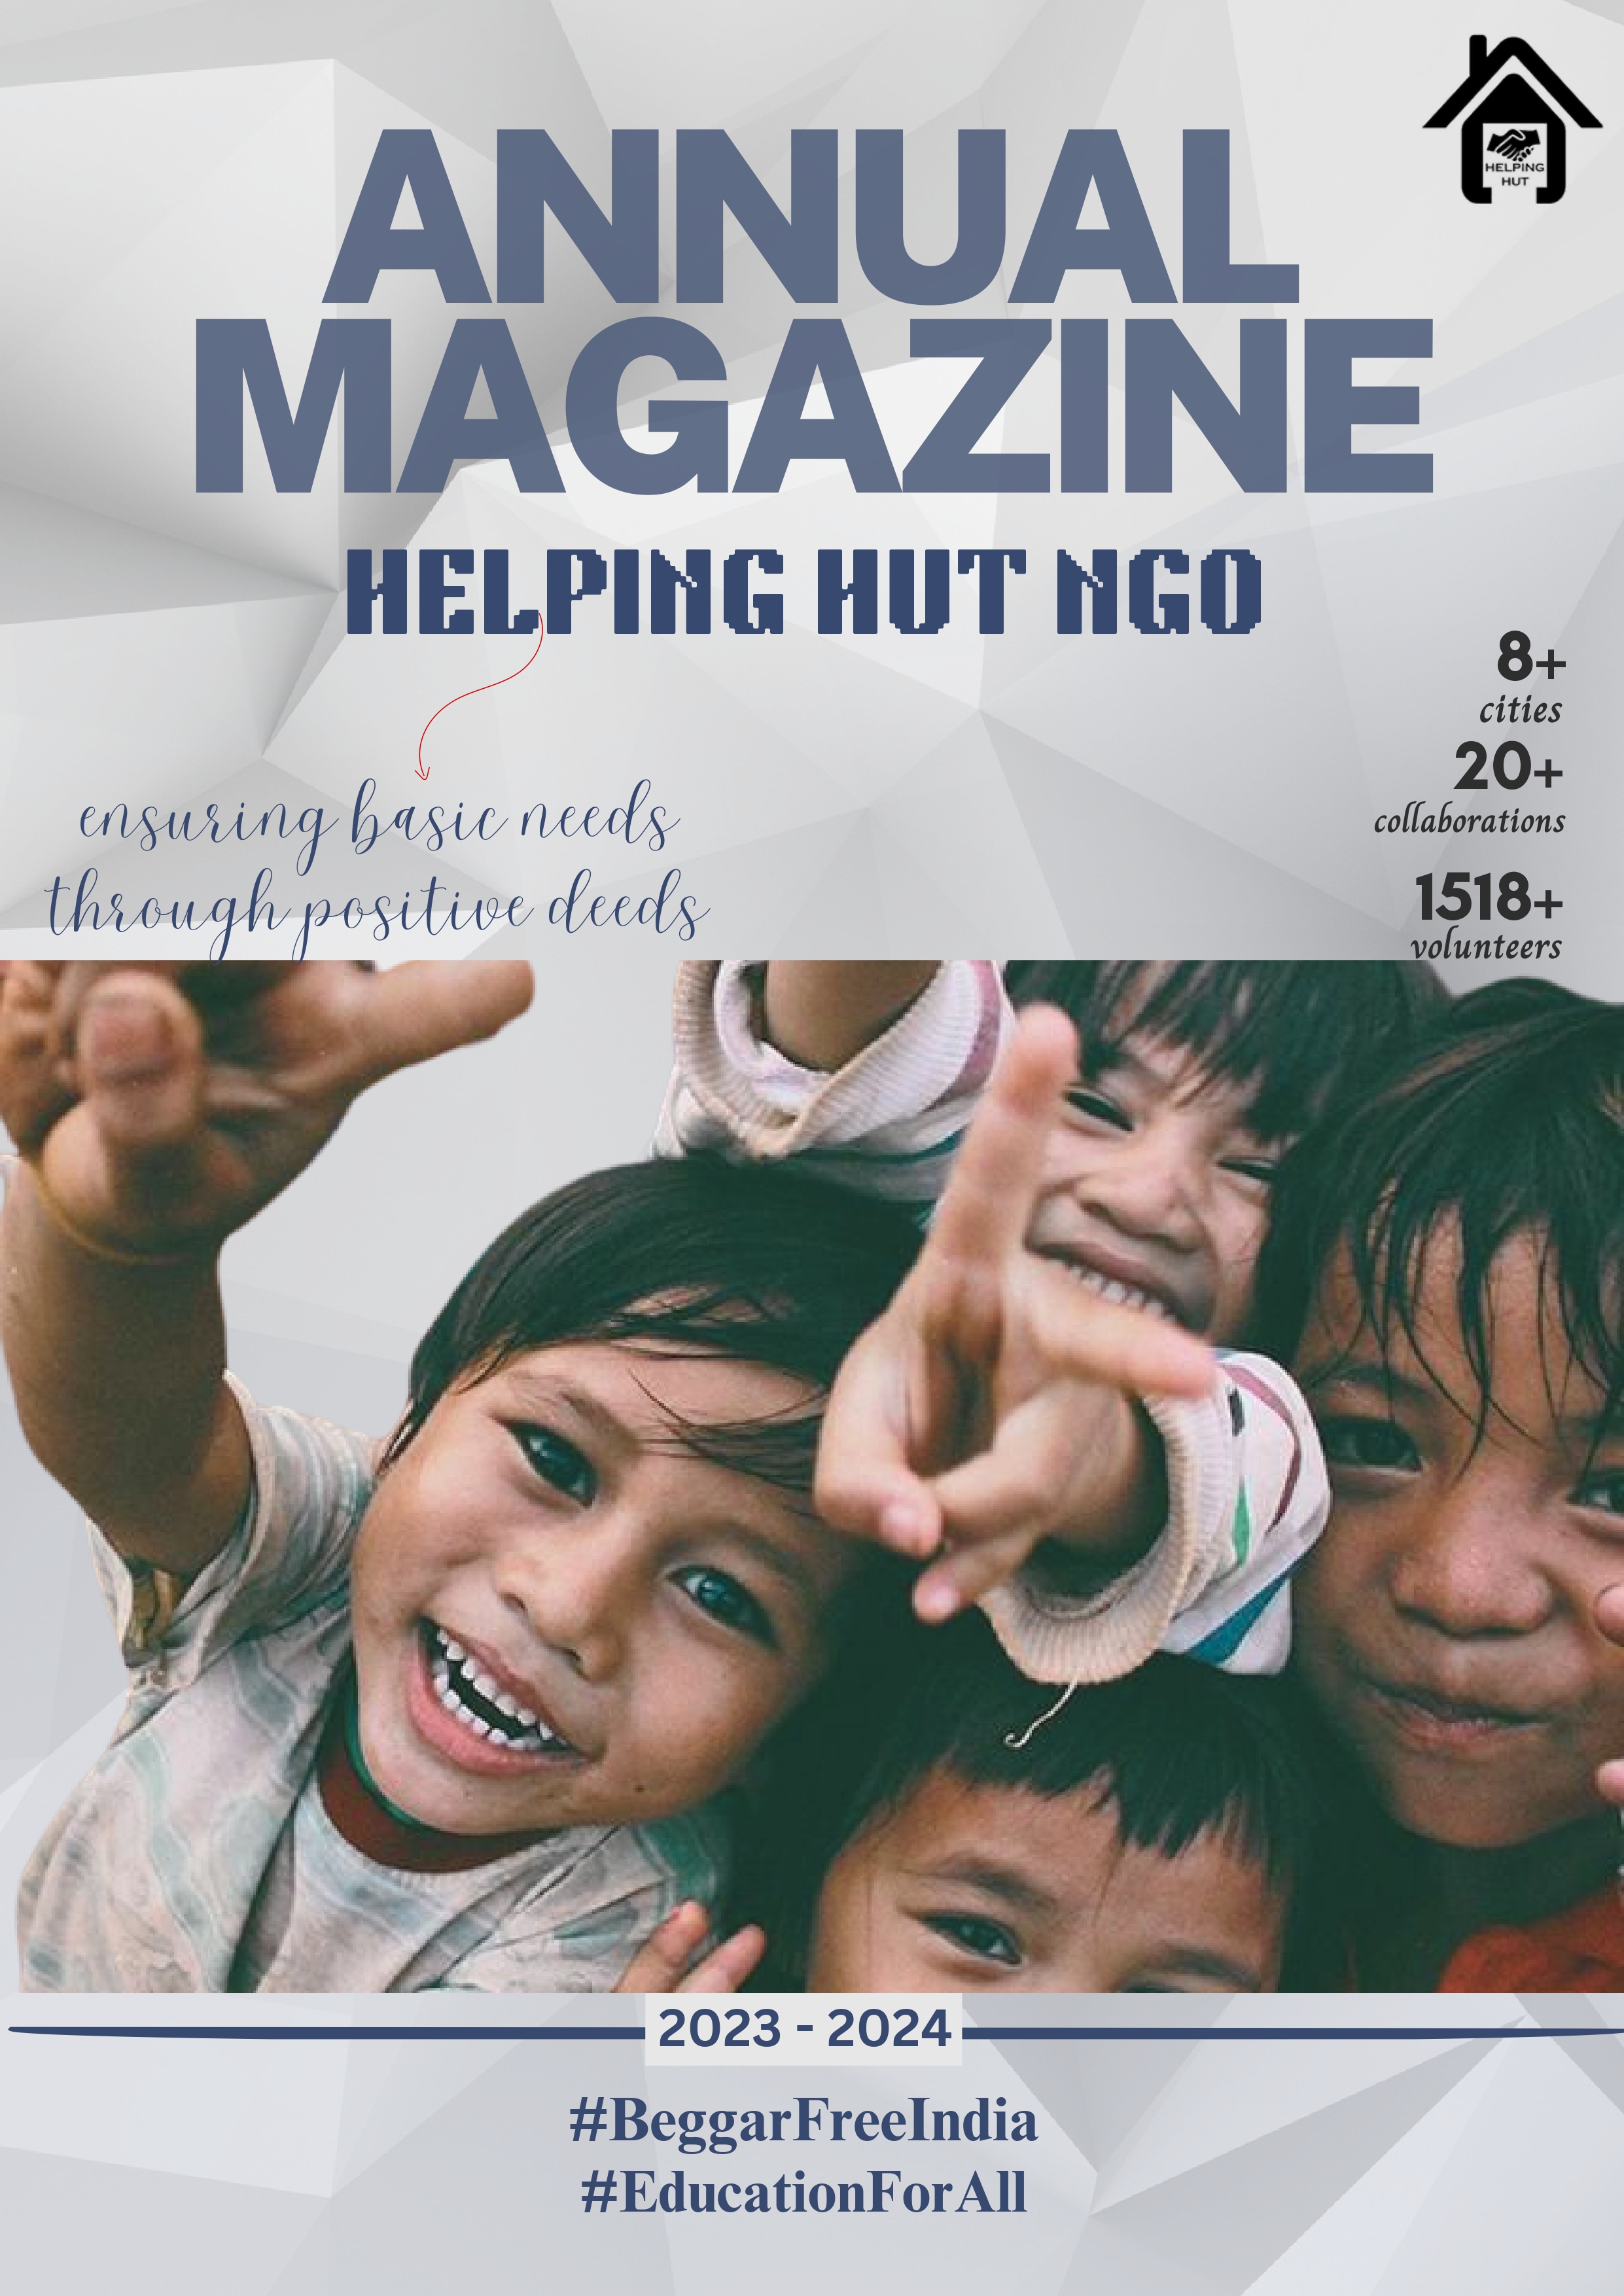 HELPING
HUT
ANNUAL
MAGAZINE
HELPING HUT NGO
8+
cities
20+
collaborations
1518+
volunteers
ensuring basic needs
through positive deeds
2023 - 2024
#BeggarFreeIndia
#EducationForAll